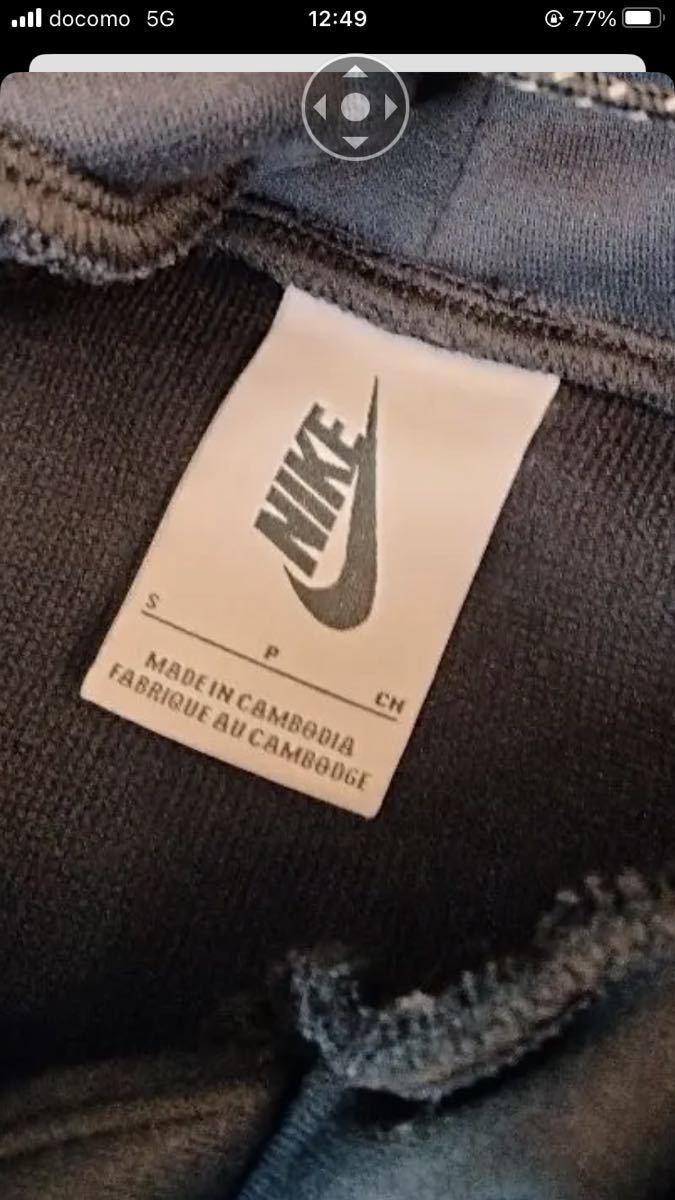 docomo 5G 12:49 77%
NIKE
S P CH
MADE IN CAMBODIA
FABRIQUE AU CAMBODGE